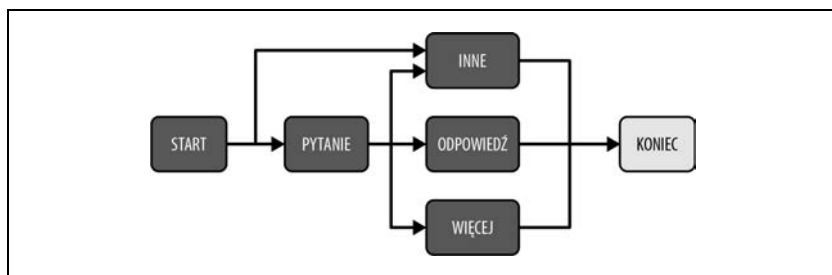 INNE
START
PYTANIE
ODPOWIEDŹ
KONIEC
WIĘCEJ